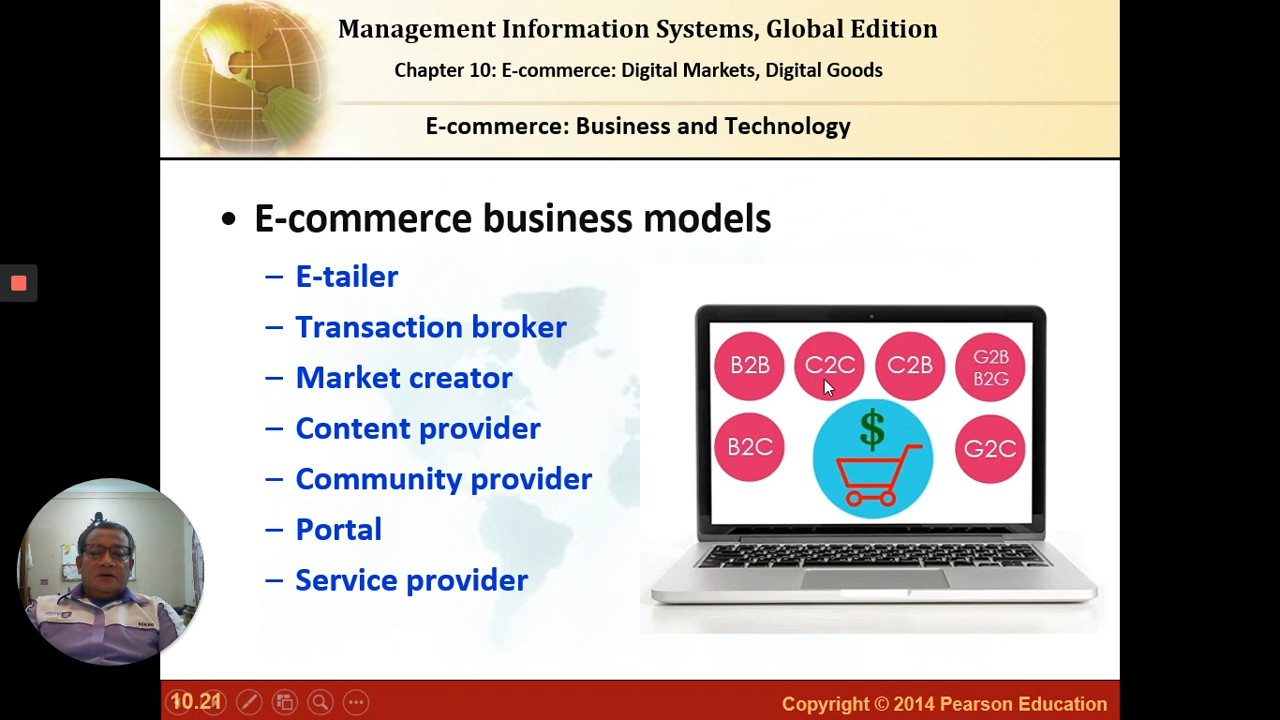 Management Information Systems, Global Edition
Chapter 10: E-commerce: Digital Markets, Digital Goods
E-commerce: Business and Technology
• E-commerce business models
– E-tailer
– Transaction broker
– Market creator
– Content provider
– Community provider
– Portal
– Service provider
B2B C2C C2B G2B B2G
$
B2C G2C
10.21
Copyright © 2014 Pearson Education